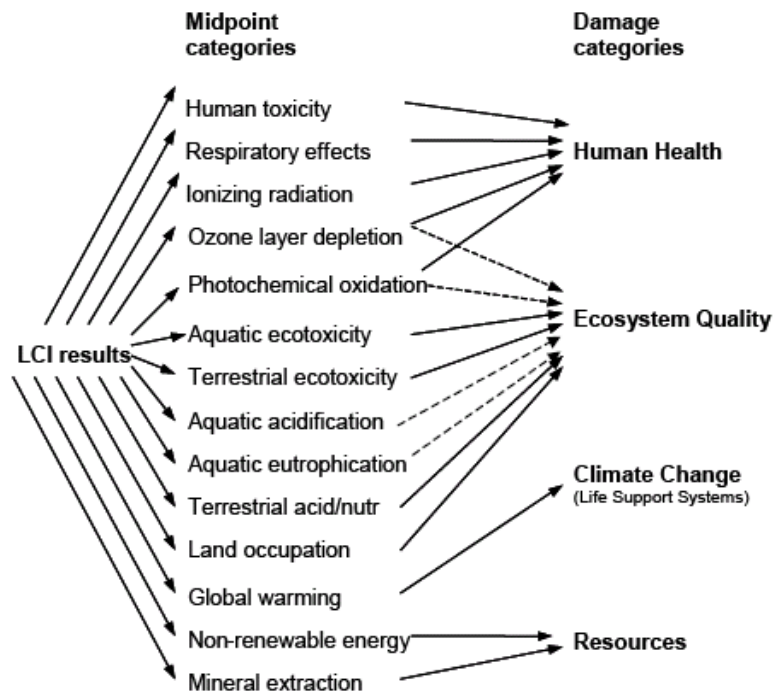 Midpoint
categories
Damage
categories
Human toxicity
Respiratory effects
Human Health
Ionizing radiation
Ozone layer depletion
Photochemical oxidation
Ecosystem Quality
Aquatic ecotoxicity
LCI results
Terrestrial ecotoxicity
Aquatic acidification
Aquatic eutrophication
Climate Change
(Life Support Systems)
Terrestrial acid/nutr
Land occupation
Global warming
Non-renewable energy
Resources
Mineral extraction